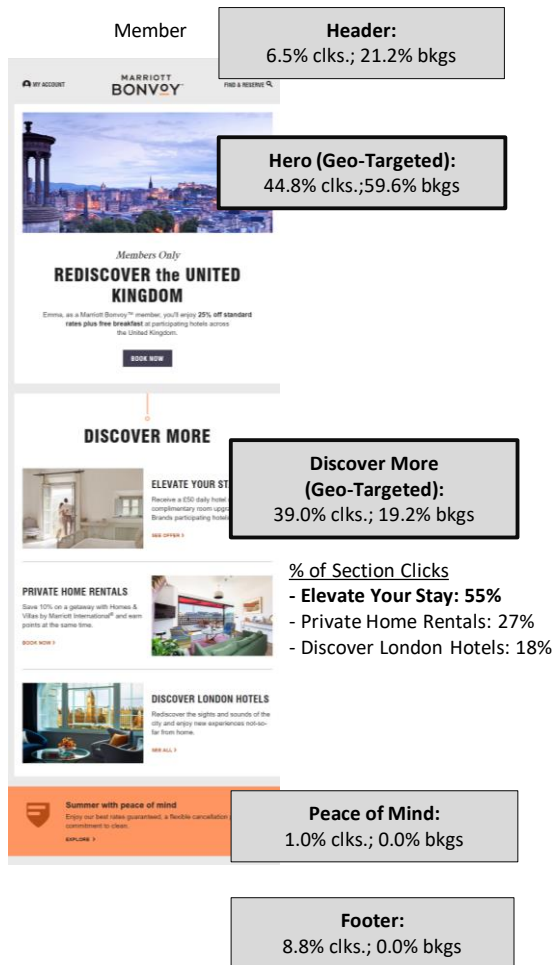 Member
Header:
6.5% clks.; 21.2% bkgs
MY ACCOUNT
MARRIOTT
BONVOY
FIND & RESERVE
Hero (Geo-Targeted):
44.8% clks.;59.6% bkgs
Members Only
REDISCOVER the UNITED
KINGDOM
Emma, as a Marriott Bonvoy™ member, you'll enjoy 25% off standard
rates plus free breakfast at participating hotels across
the United Kingdom.
BOOK NOW
DISCOVER MORE
Discover More
(Geo-Targeted):
39.0% clks.; 19.2% bkgs
ELEVATE YOUR ST
Receive a £50 daily hotel
complimentary room upgr
Brands participating hotels
SEE OFFER >
% of Section Clicks
- Elevate Your Stay: 55%
- Private Home Rentals: 27%
- Discover London Hotels: 18%
PRIVATE HOME RENTALS
Save 10% on a getaway with Homes &
Villas by Marriott International® and earn
points at the same time.
BOOK NOW >
DISCOVER LONDON HOTELS
Rediscover the sights and sounds of the
city and enjoy new experiences not-so-
far from home.
SEE ALL >
Summer with peace of mind
Enjoy our best rates guaranteed, a flexible cancellation
commitment to clean.
EXPLORE >
Peace of Mind:
1.0% clks.; 0.0% bkgs
Footer:
8.8% clks.; 0.0% bkgs